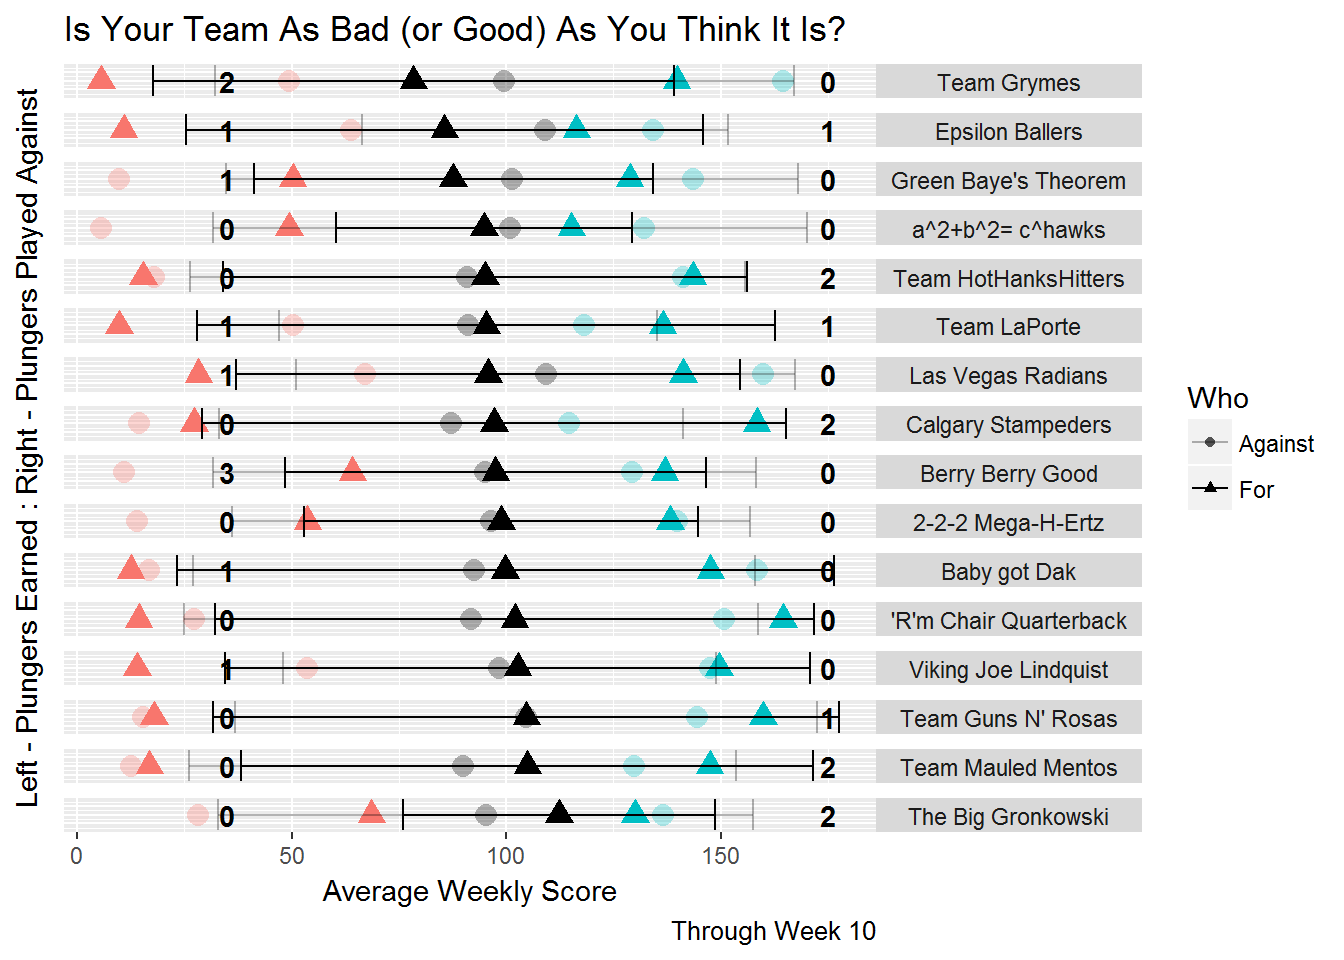 Is Your Team As Bad (or Good) As You Think It Is?
Left - Plungers Earned : Right - Plungers Played Against
2 0 Team Grymes
1 1 Epsilon Ballers
1 0 Green Baye's Theorem
0 0 a^2+b^2= c^hawks
0 2 Team HotHanksHitters
1 1 Team LaPorte
1 0 Las Vegas Radians
0 2 Calgary Stampeders
3 0 Berry Berry Good
0 0 2-2-2 Mega-H-Ertz
1 0 Baby got Dak
0 0 'R'm Chair Quarterback
1 0 Viking Joe Lindquist
0 1 Team Guns N' Rosas
0 2 Team Mauled Mentos
0 2 The Big Gronkowski
0 50 100 150
Average Weekly Score
Through Week 10
Who
Against
For